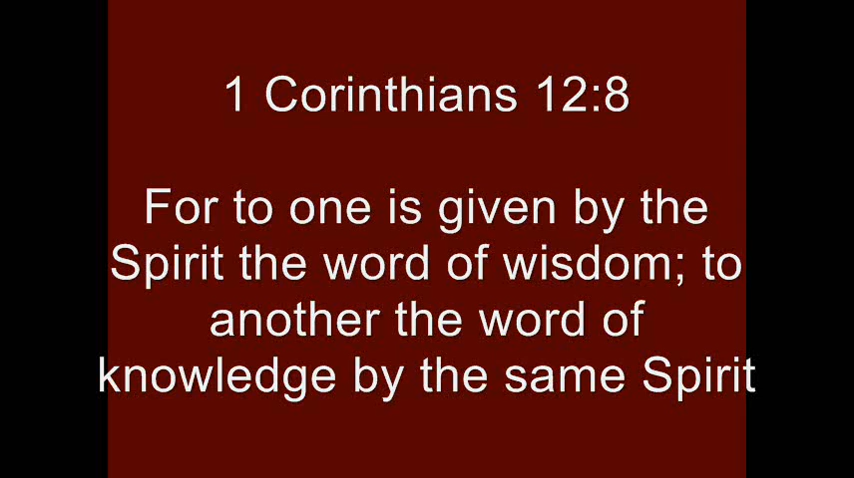 1 Corinthians 12:8
For to one is given by the
Spirit the word of wisdom; to
another the word of
knowledge by the same Spirit